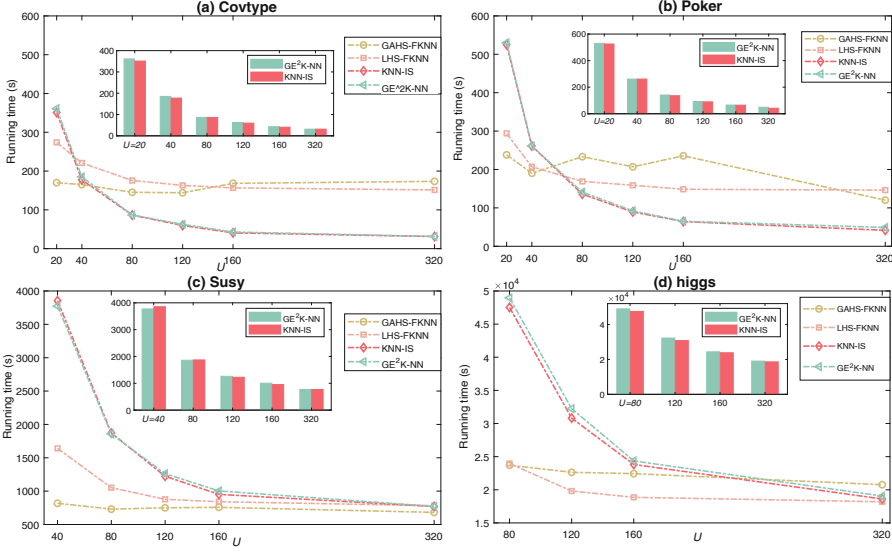 (a) Covtype
Running time (s)
600
500
400
300
200
100
0
20
40
80
120
160
320
U
GAHS-FKNN
LHS-FKNN
KNN-IS
GE^2K-NN
400
300
200
100
0
U=20
40
80
120
160
320
GE²K-NN
KNN-IS
(b) Poker
Running time (s)
600
500
400
300
200
100
0
20
40
80
120
160
320
U
GAHS-FKNN
LHS-FKNN
KNN-IS
GE²K-NN
600
400
200
0
U=20
40
80
120
160
320
GE²K-NN
KNN-IS
(c) Susy
Running time (s)
4000
3500
3000
2500
2000
1500
1000
500
40
80
120
160
320
U
GAHS-FKNN
LHS-FKNN
KNN-IS
GE²K-NN
4000
3000
2000
1000
0
U=40
80
120
160
320
GE²K-NN
KNN-IS
(d) higgs
×10⁴
Running time (s)
5
4.5
4
3.5
3
2.5
2
1.5
80
120
160
320
U
GAHS-FKNN
LHS-FKNN
KNN-IS
GE²K-NN
×10⁴
4
2
0
U=80
120
160
320
GE²K-NN
KNN-IS